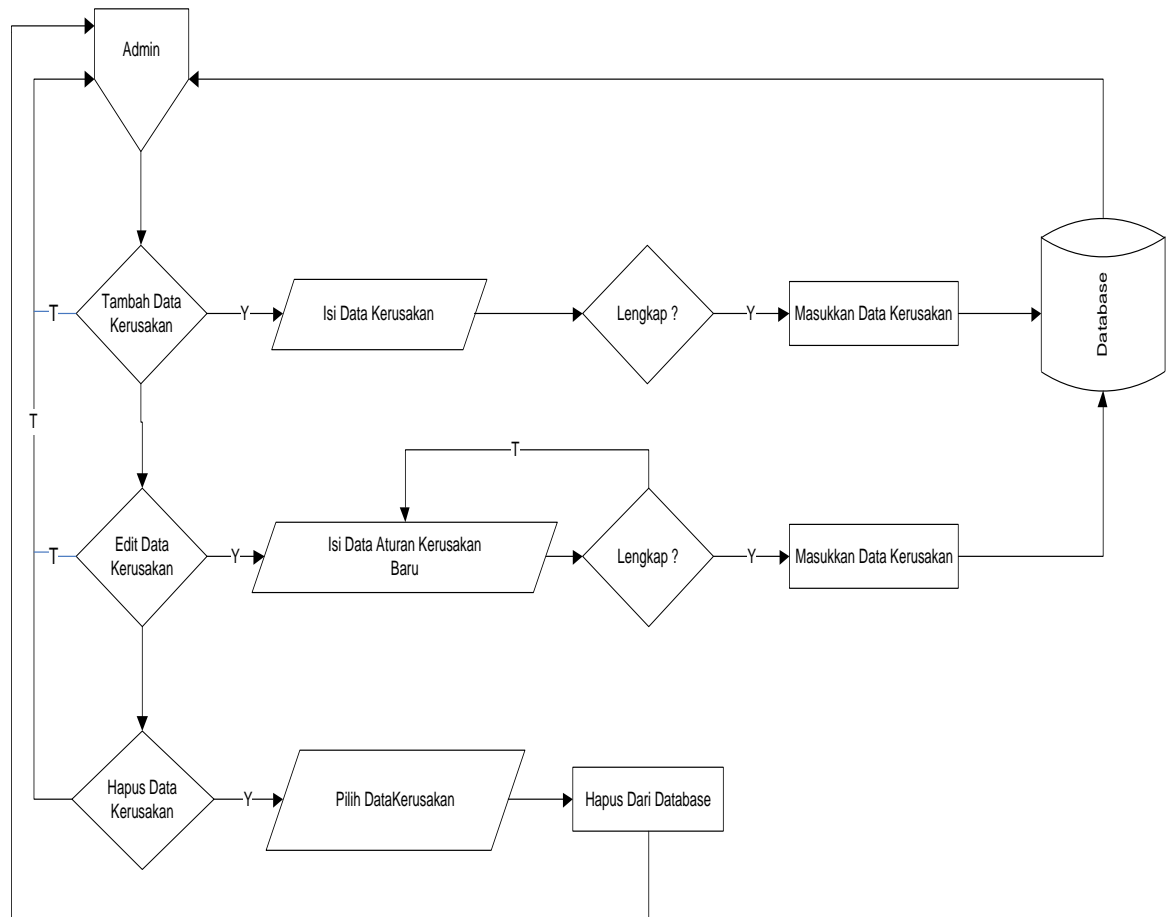 Admin
Tambah Data
Kerusakan
T
Y
Isi Data Kerusakan
Lengkap ?
Y
Masukkan Data Kerusakan
Database
T
T
Edit Data
Kerusakan
T
Y
Isi Data Aturan Kerusakan
Baru
Lengkap ?
Y
Masukkan Data Kerusakan
Hapus Data
Kerusakan
Y
Pilih DataKerusakan
Hapus Dari Database